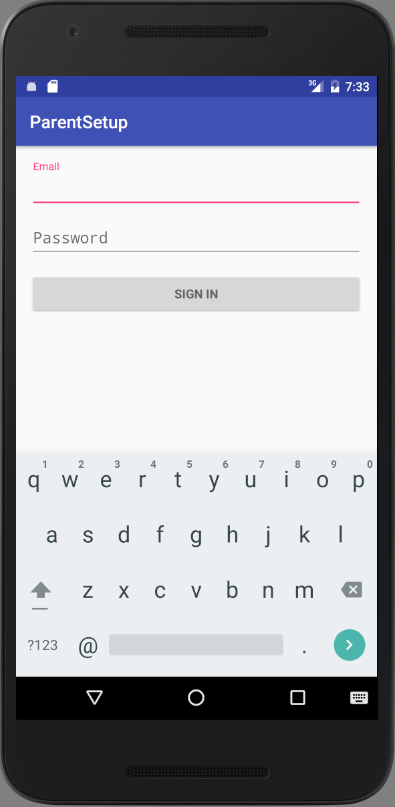 3G 7:33
ParentSetup
Email
Password
SIGN IN
1 2 3 4 5 6 7 8 9 0
q w e r t y u i o p
a s d f g h j k l
z x c v b n m
?123 @ .